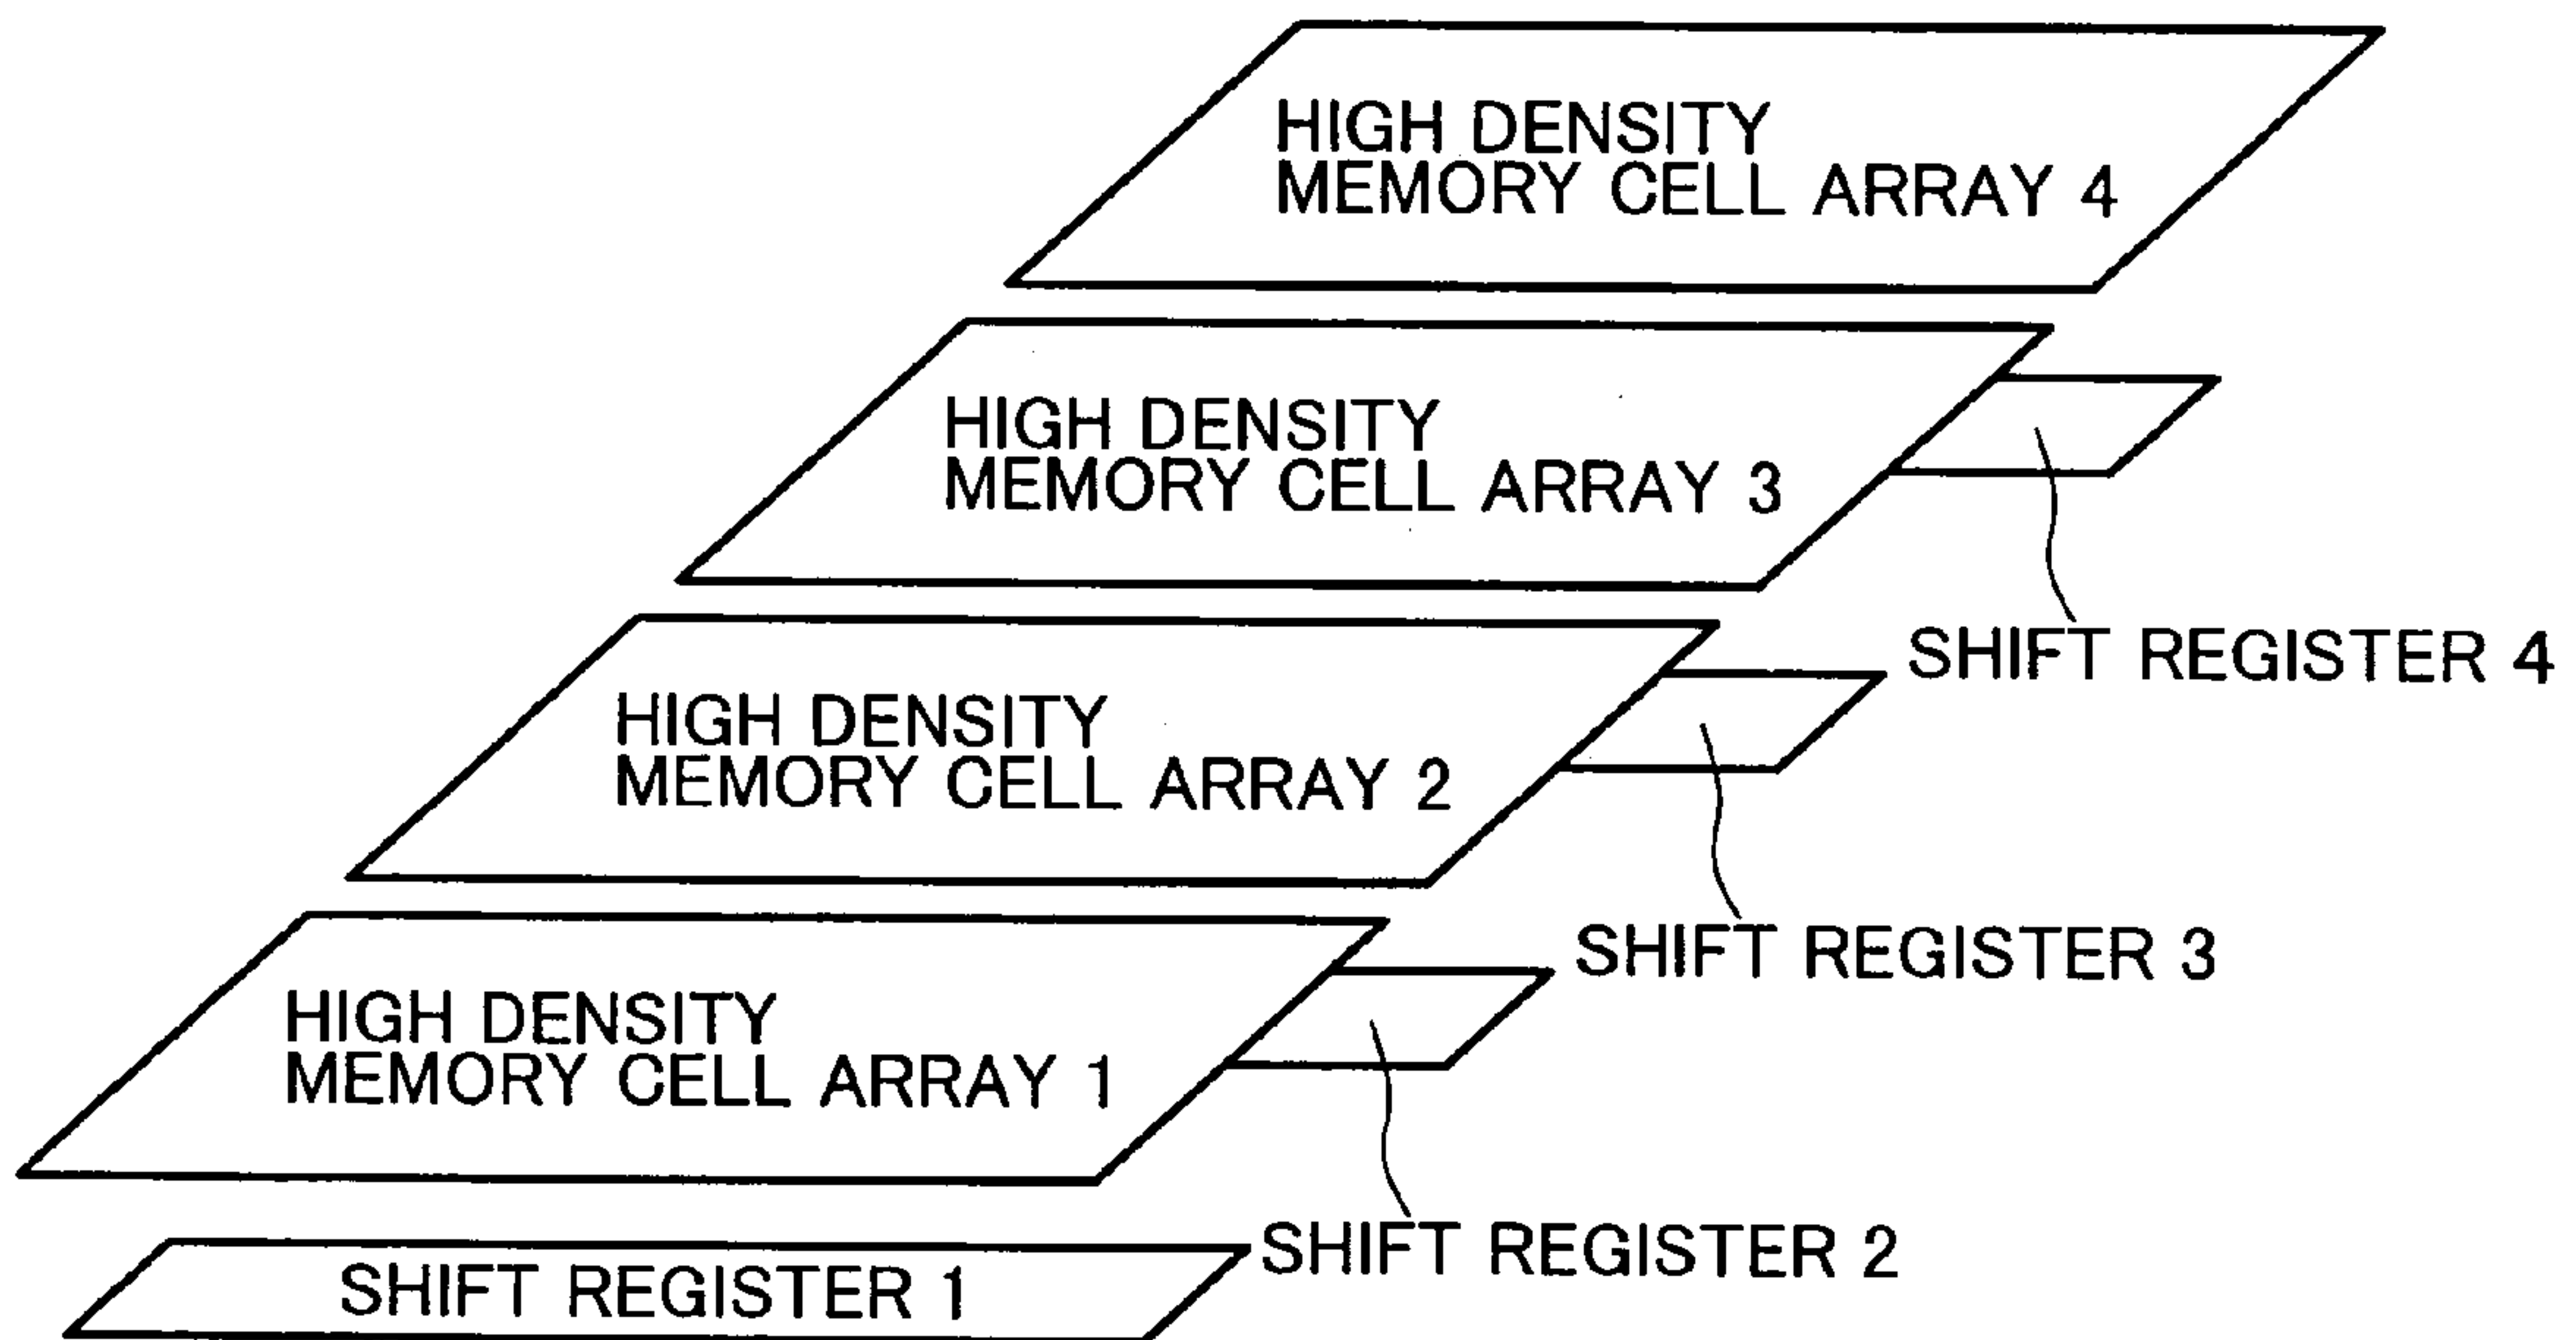 HIGH DENSITY
MEMORY CELL ARRAY 4
HIGH DENSITY
MEMORY CELL ARRAY 3
SHIFT REGISTER 4
HIGH DENSITY
MEMORY CELL ARRAY 2
SHIFT REGISTER 3
HIGH DENSITY
MEMORY CELL ARRAY 1
SHIFT REGISTER 2
SHIFT REGISTER 1